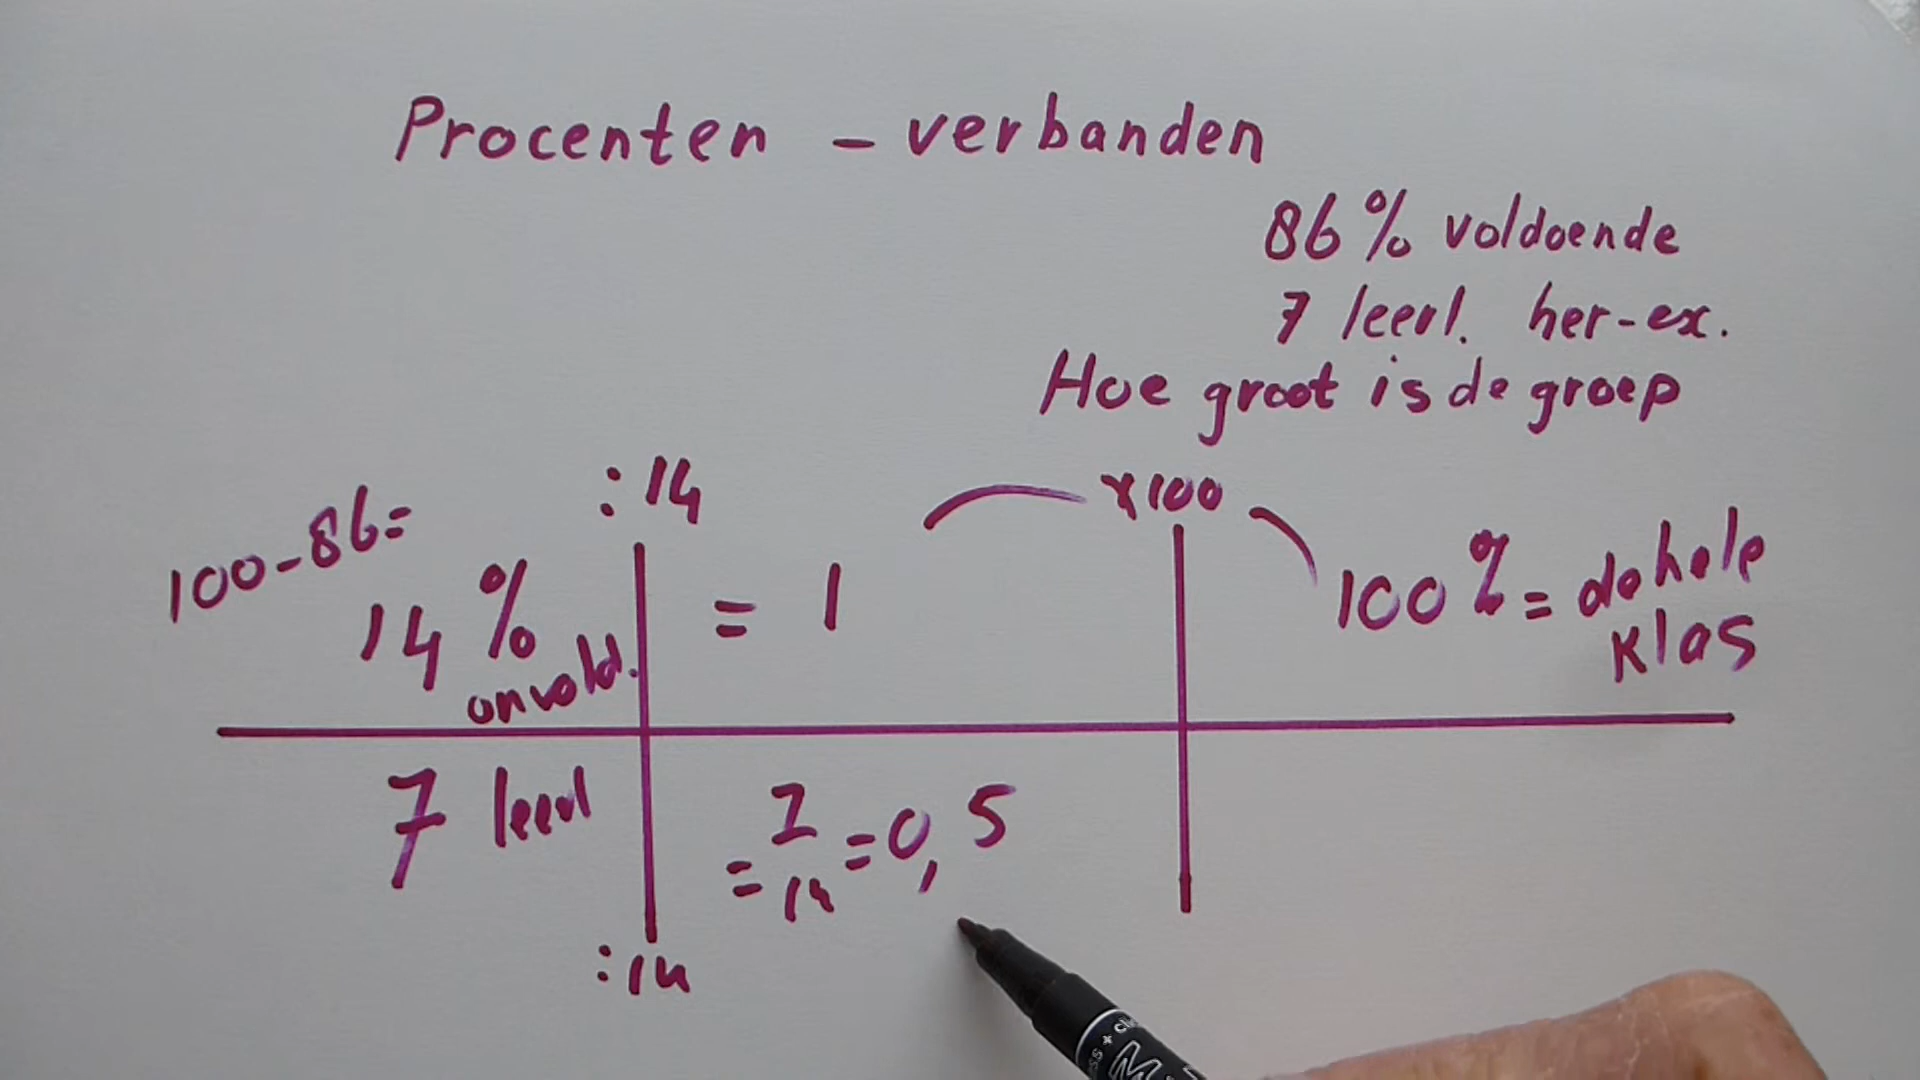 Procenten - verbanden
86% voldoende
7 leerl. her-ex.
Hoe groot is de groep
:14
x100
100-86=
14%
onvold.
= 1
100% = de hele
klas
7 leerl
= 7/14 = 0,5
:14